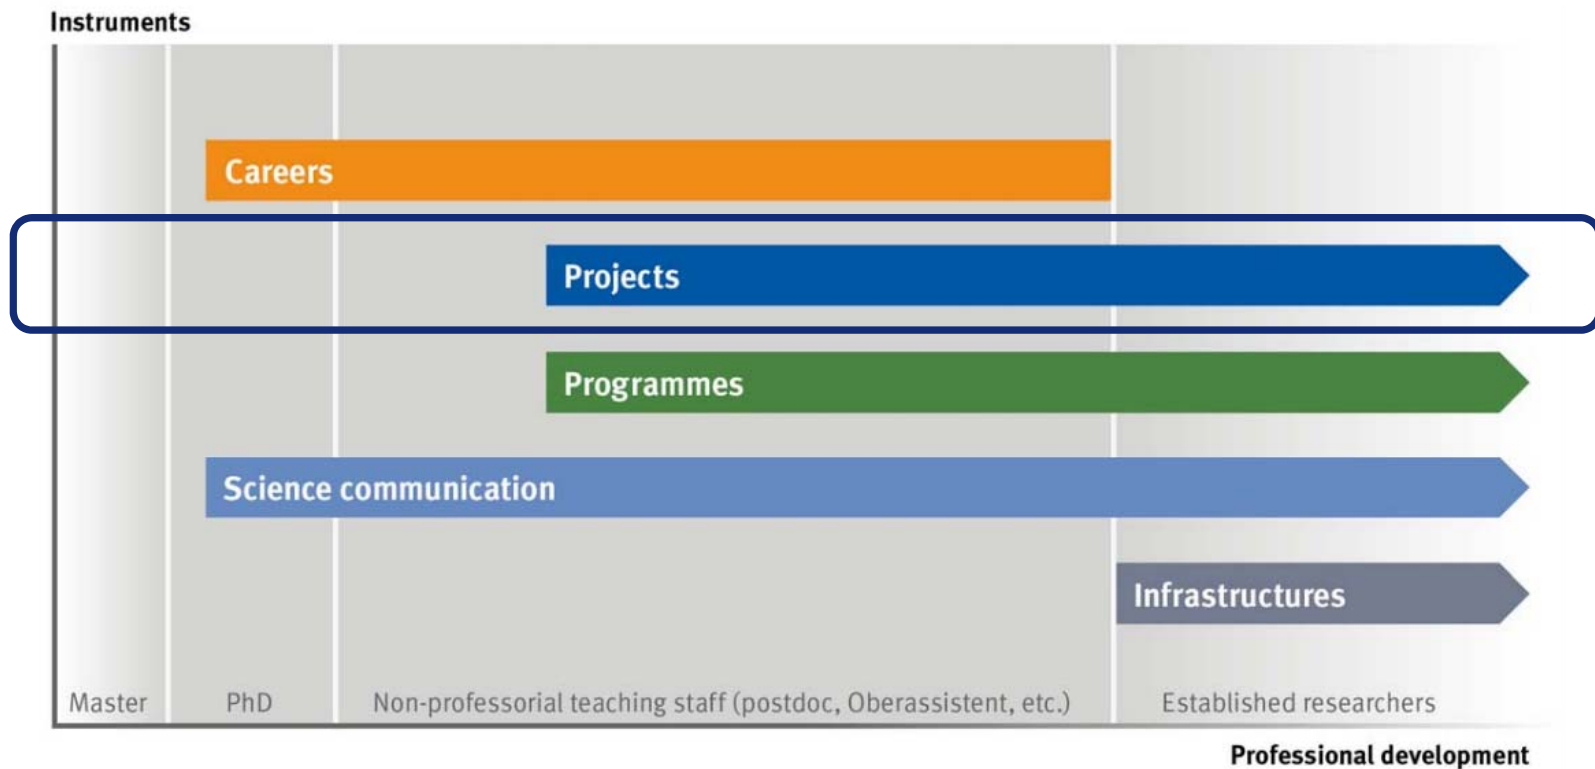 Instruments
Careers
Projects
Programmes
Science communication
Infrastructures
Master
PhD
Non-professorial teaching staff (postdoc, Oberassistent, etc.)
Established researchers
Professional development